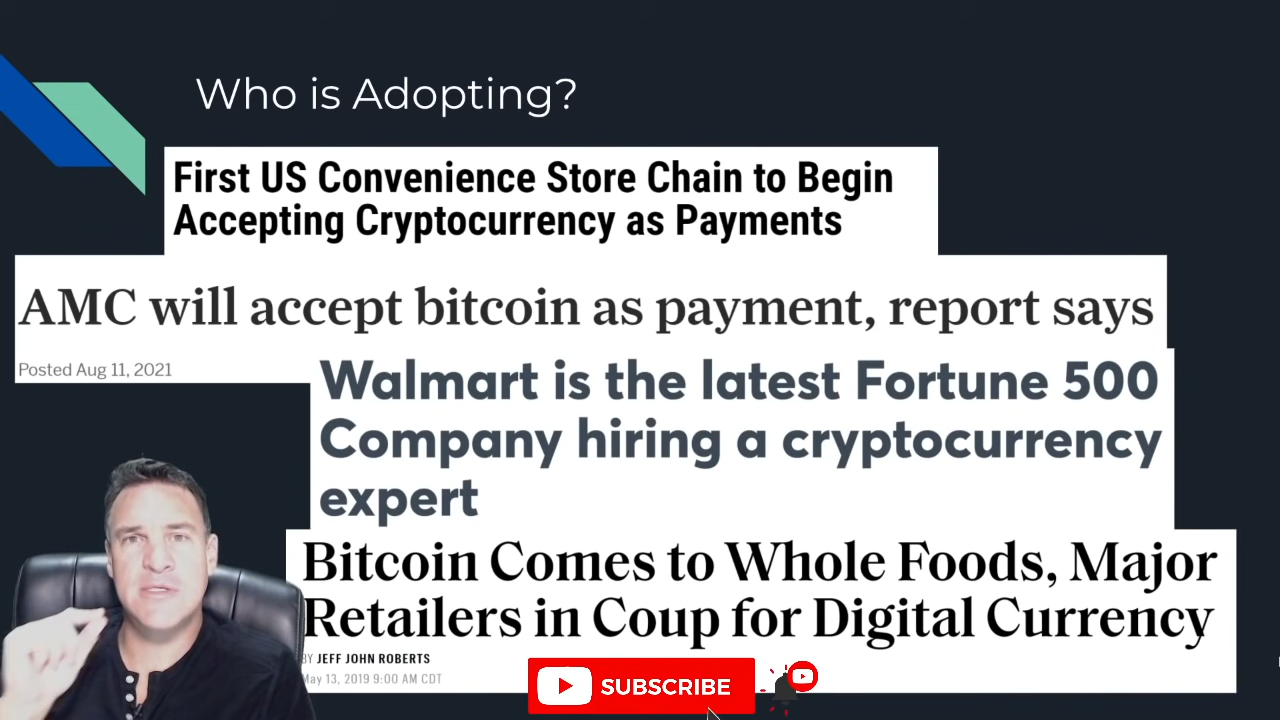 Who is Adopting?
First US Convenience Store Chain to Begin
Accepting Cryptocurrency as Payments
AMC will accept bitcoin as payment, report says
Posted Aug 11, 2021
Walmart is the latest Fortune 500
Company hiring a cryptocurrency
expert
Bitcoin Comes to Whole Foods, Major
Retailers in Coup for Digital Currency
BY JEFF JOHN ROBERTS
May 13, 2019 9:00 AM CDT
SUBSCRIBE